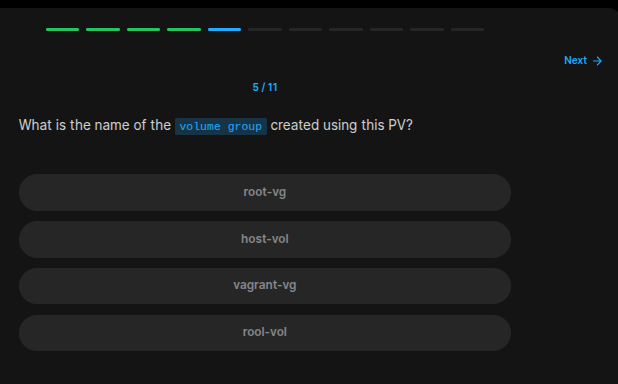 Next →
5 / 11
What is the name of the volume group created using this PV?
root-vg
host-vol
vagrant-vg
rool-vol